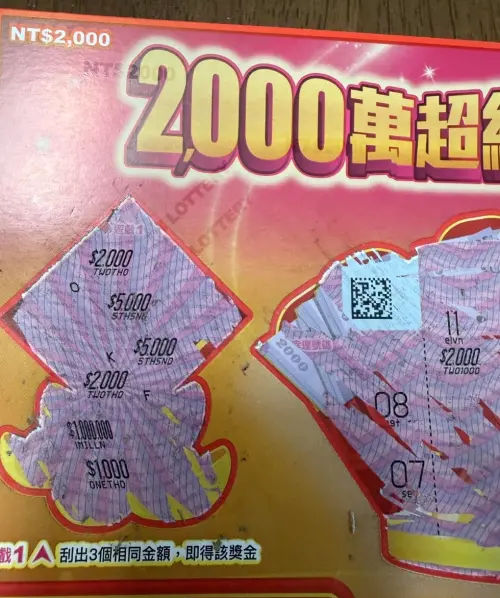 NT$2,000
NT$ 2000
2,000萬超
LOTTERY
$2,000
TWOTHO
O
$5,000
5THSND
$5,000
5THSND
K
$2,000
TWOTHO
F
$1,000,000
1MILLN
$1,000
ONETHO
2000
11
elvn
$2,000
TWO1000
08
07
戲1 刮出3個相同金額，即得該獎金